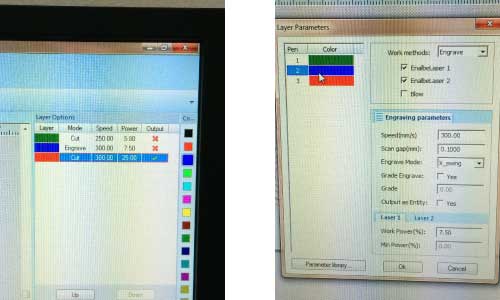 Layer Options
Layer Mode Speed Power Output
Cut 250.00 5.00
Engrave 300.00 7.50
Cut 300.00 25.00
Co...
Up
Down
Layer Parameters
Pen Color
1
2
3
Parameter library...
Work methods: Engrave
EnalbeLaser 1
EnalbeLaser 2
Blow
Engraving parameters
Speed(mm/s) 300.00
Scan gap(mm): 0.1000
Engrave Mode: X_swing
Grade Engrave: Yes
Grade 0.00
Output as Entity: Yes
Layer 1 Laser 2
Work Power(%): 7.50
Min Power(%): 0.00
Ok
Cancel